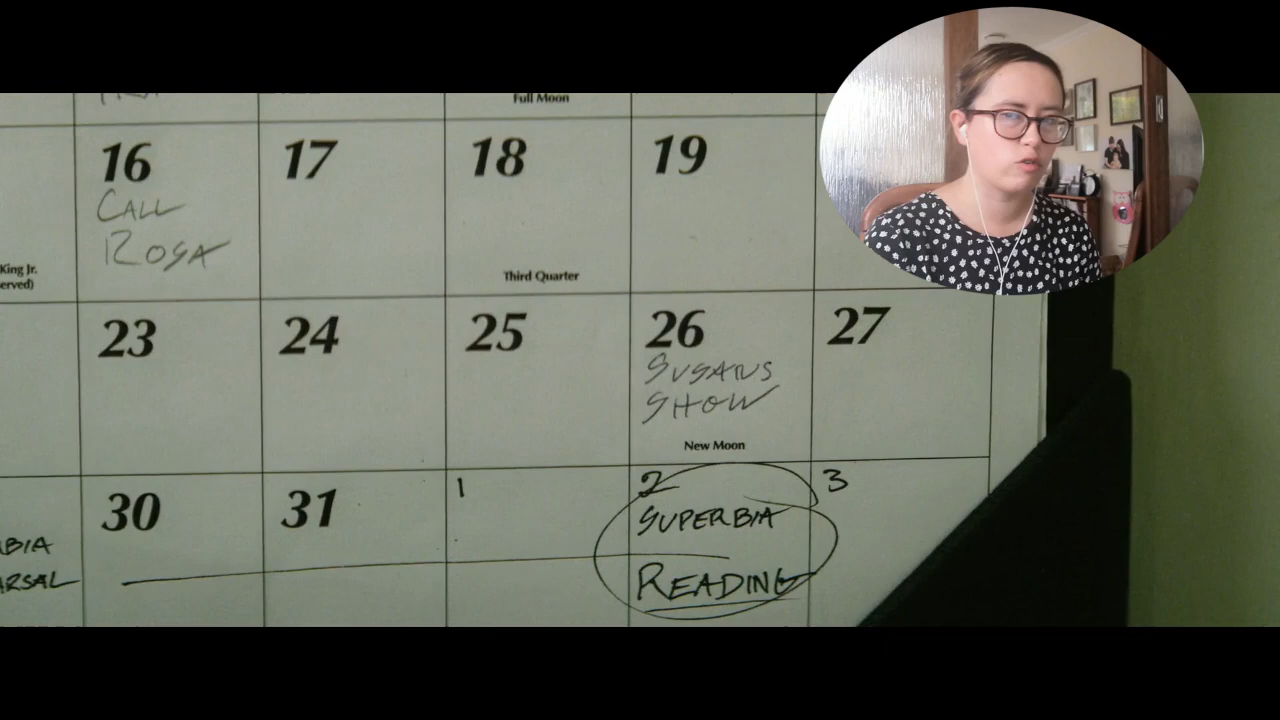 Full Moon
16
17
18
19
CALL
ROSA
King Jr.
erved)
Third Quarter
23
24
25
26
27
SUSANS
SHOW
New Moon
30
31
1
2
3
SUPERBIA
BIA
ARSAL
READING